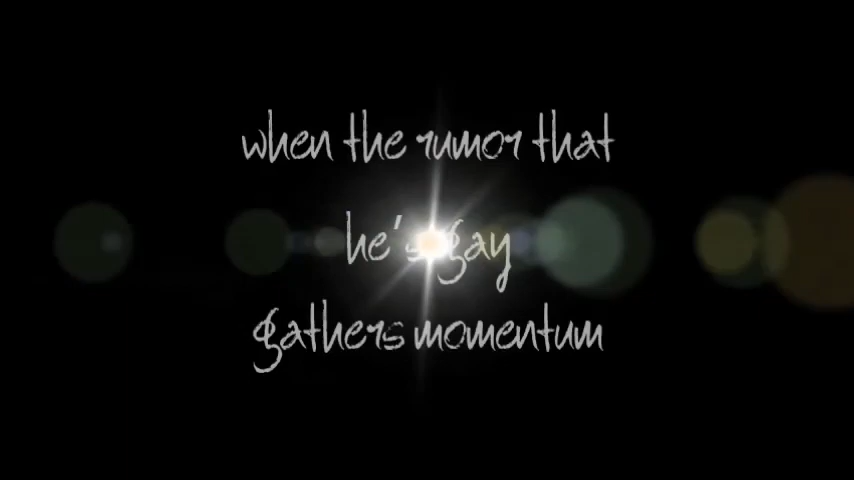 when the rumor that
he's gay
gathers momentum